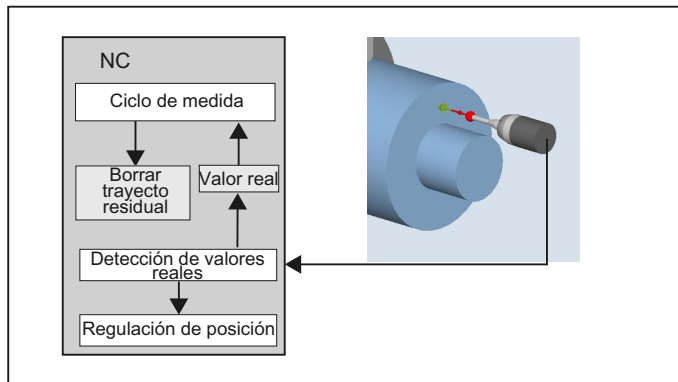 NC
Ciclo de medida
Borrar
trayecto
residual
Valor real
Detección de valores
reales
Regulación de posición